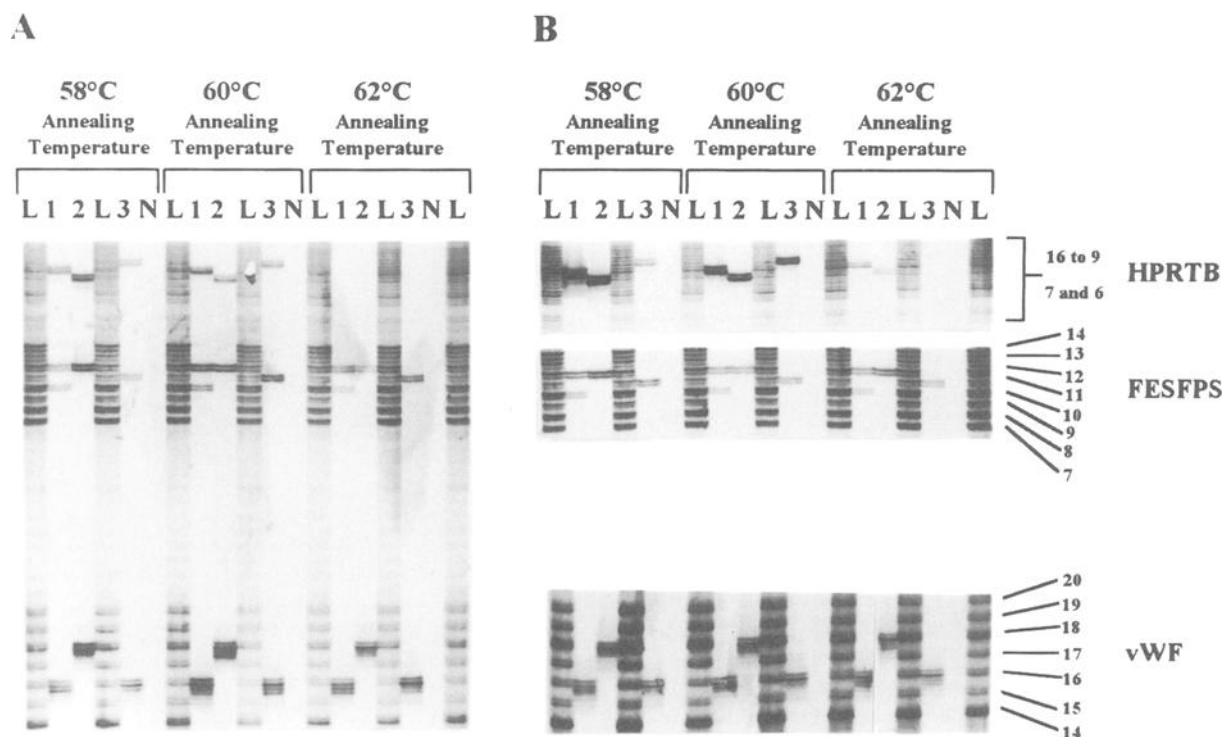 A
B
58°C
60°C
62°C
Annealing
Temperature
Annealing
Temperature
Annealing
Temperature
58°C
60°C
62°C
Annealing
Temperature
Annealing
Temperature
Annealing
Temperature
L 1 2 L 3 N L 1 2 L 3 N L 1 2 L 3 N L
L 1 2 L 3 N L 1 2 L 3 N L 1 2 L 3 N L
16 to 9
7 and 6
HPRTB
14
13
12
11
10
9
8
7
FESFPS
20
19
18
17
16
15
14
vWF